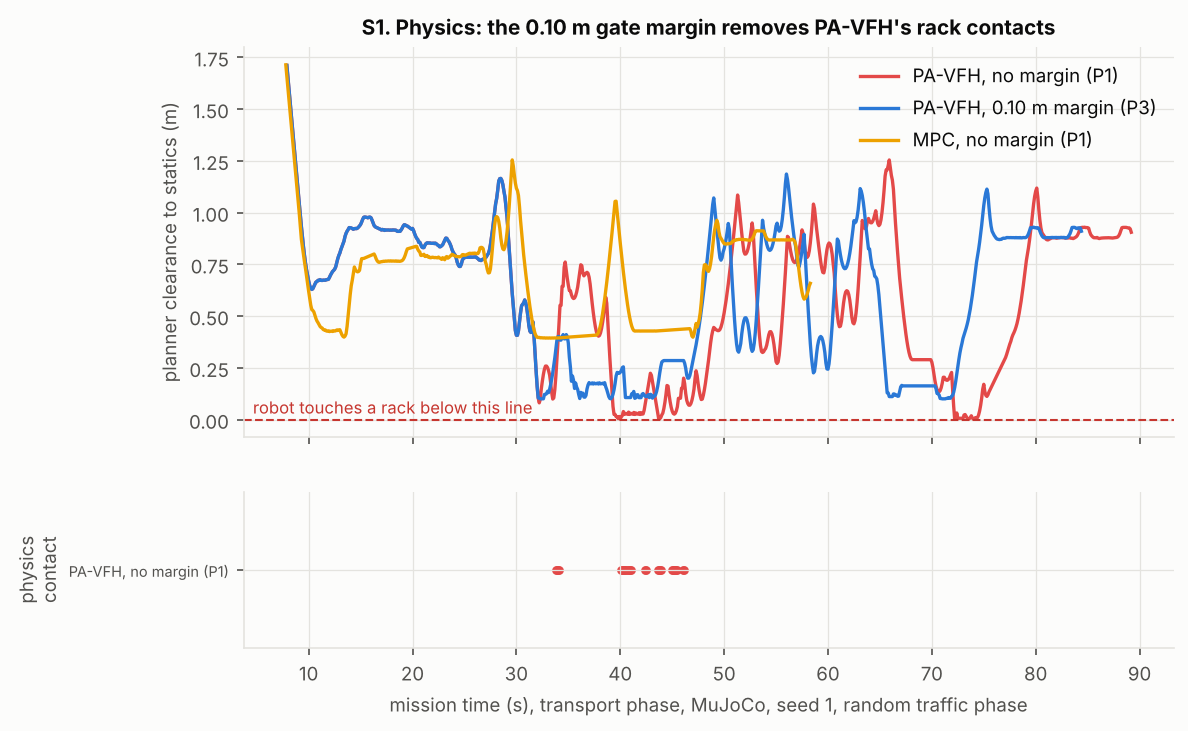 S1. Physics: the 0.10 m gate margin removes PA-VFH's rack contacts
planner clearance to statics (m)
1.75
1.50
1.25
1.00
0.75
0.50
0.25
0.00
PA-VFH, no margin (P1)
PA-VFH, 0.10 m margin (P3)
MPC, no margin (P1)
robot touches a rack below this line
physics
contact
PA-VFH, no margin (P1)
10 20 30 40 50 60 70 80 90
mission time (s), transport phase, MuJoCo, seed 1, random traffic phase